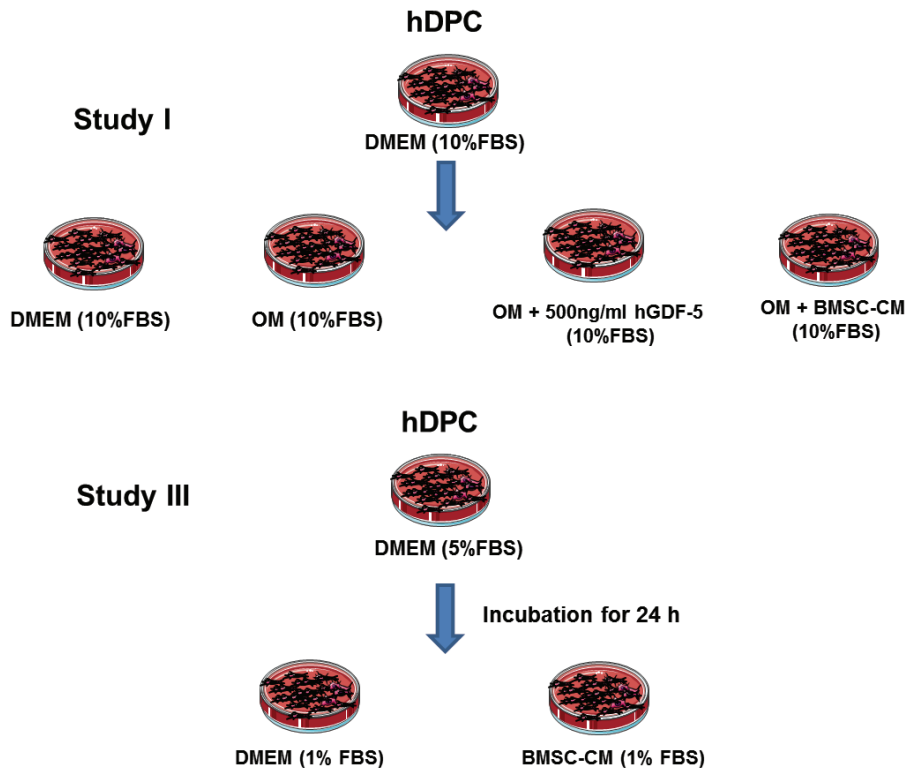 hDPC
Study I
DMEM (10%FBS)
DMEM (10%FBS)
OM (10%FBS)
OM + 500ng/ml hGDF-5
(10%FBS)
OM + BMSC-CM
(10%FBS)
hDPC
Study III
DMEM (5%FBS)
Incubation for 24 h
DMEM (1% FBS)
BMSC-CM (1% FBS)